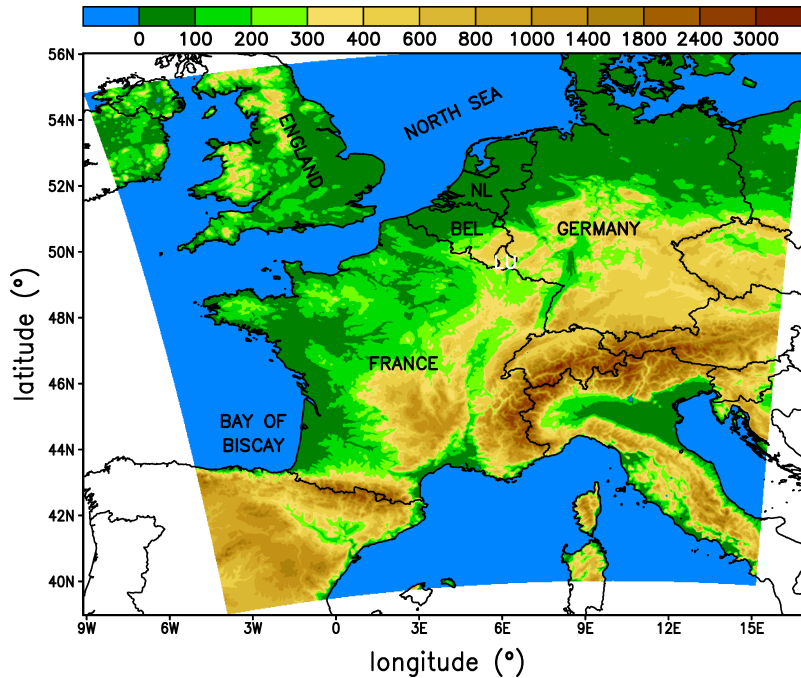 0 100 200 300 400 600 800 1000 1400 1800 2400 3000
56N
54N
52N
50N
48N
46N
44N
42N
40N
latitude (°)
NORTH SEA
ENGLAND
NL
BEL
GERMANY
LU
FRANCE
BAY OF
BISCAY
9W 6W 3W 0 3E 6E 9E 12E 15E
longitude (°)